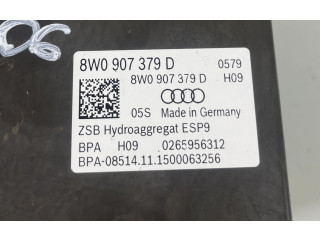 06
8W0 907 379 D 0579
8W0 907 379 D H09
05S Made in Germany
ZSB Hydroaggregat ESP9
BPA H09 0265956312
BPA-08514.11.1500063256